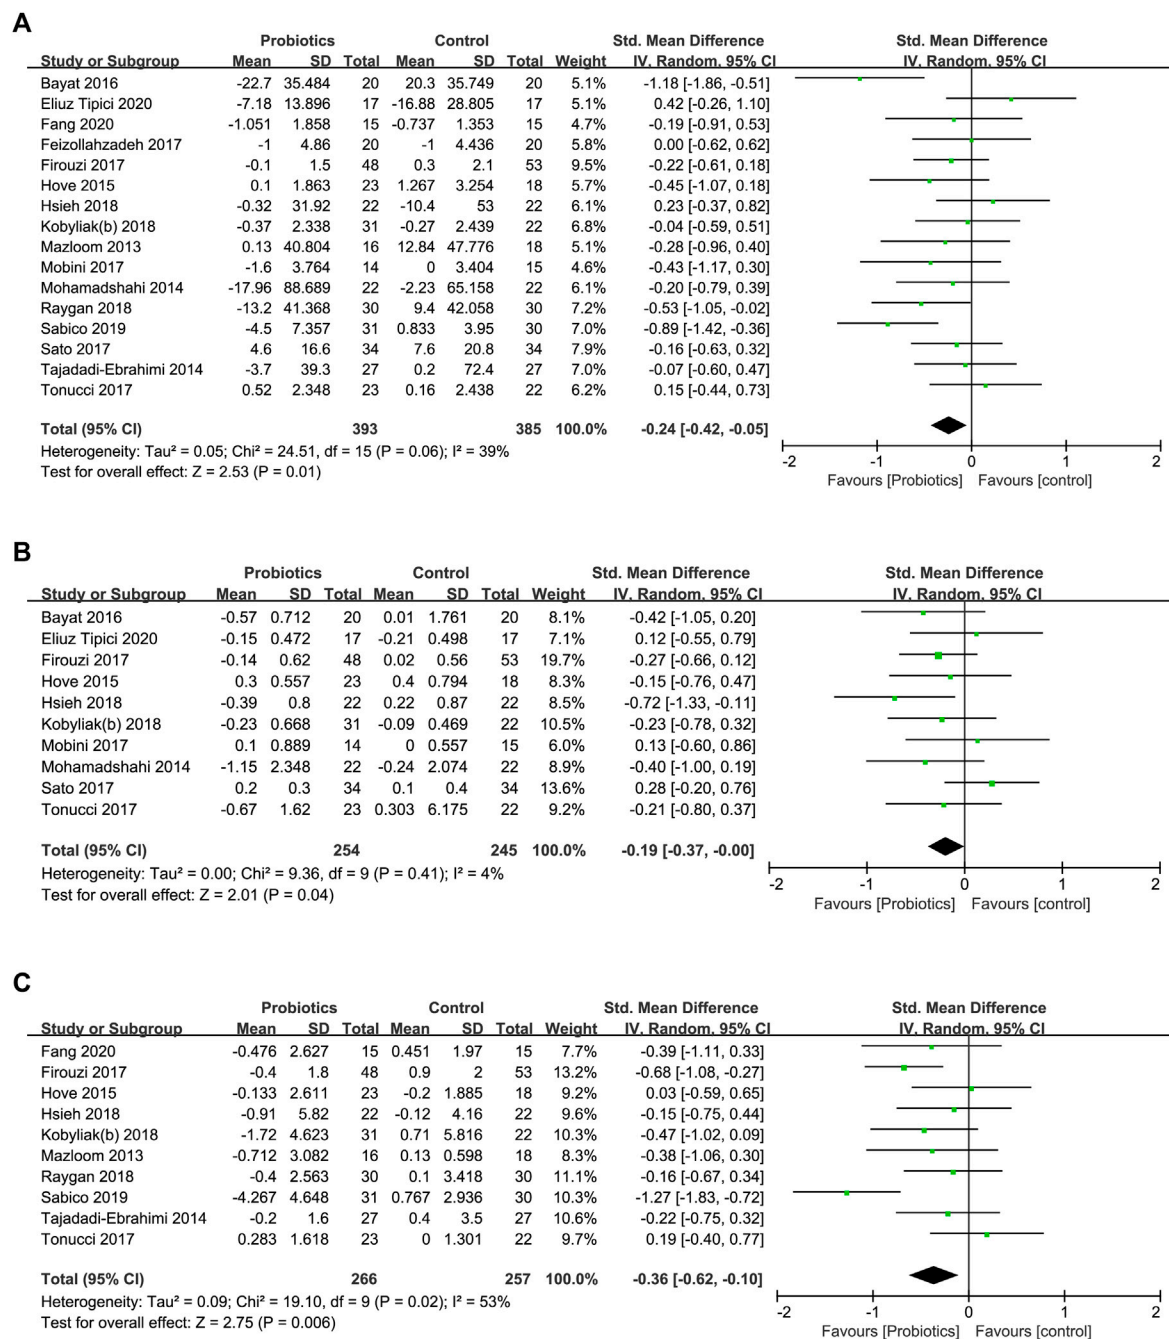 A
Probiotics Control Std. Mean Difference Std. Mean Difference
Study or Subgroup Mean SD Total Mean SD Total Weight IV. Random. 95% CI IV. Random. 95% CI
Bayat 2016 -22.7 35.484 20 20.3 35.749 20 5.1% -1.18 [-1.86, -0.51]
Eliuz Tipici 2020 -7.18 13.896 17 -16.88 28.805 17 5.1% 0.42 [-0.26, 1.10]
Fang 2020 -1.051 1.858 15 -0.737 1.353 15 4.7% -0.19 [-0.91, 0.53]
Feizollahzadeh 2017 -1 4.86 20 -1 4.436 20 5.8% 0.00 [-0.62, 0.62]
Firouzi 2017 -0.1 1.5 48 0.3 2.1 53 9.5% -0.22 [-0.61, 0.18]
Hove 2015 0.1 1.863 23 1.267 3.254 18 5.7% -0.45 [-1.07, 0.18]
Hsieh 2018 -0.32 31.92 22 -10.4 53 22 6.1% 0.23 [-0.37, 0.82]
Kobyliak(b) 2018 -0.37 2.338 31 -0.27 2.439 22 6.8% -0.04 [-0.59, 0.51]
Mazloom 2013 0.13 40.804 16 12.84 47.776 18 5.1% -0.28 [-0.96, 0.40]
Mobini 2017 -1.6 3.764 14 0 3.404 15 4.6% -0.43 [-1.17, 0.30]
Mohamadshahi 2014 -17.96 88.689 22 -2.23 65.158 22 6.1% -0.20 [-0.79, 0.39]
Raygan 2018 -13.2 41.368 30 9.4 42.058 30 7.2% -0.53 [-1.05, -0.02]
Sabico 2019 -4.5 7.357 31 0.833 3.95 30 7.0% -0.89 [-1.42, -0.36]
Sato 2017 4.6 16.6 34 7.6 20.8 34 7.9% -0.16 [-0.63, 0.32]
Tajadadi-Ebrahimi 2014 -3.7 39.3 27 0.2 72.4 27 7.0% -0.07 [-0.60, 0.47]
Tonucci 2017 0.52 2.348 23 0.16 2.438 22 6.2% 0.15 [-0.44, 0.73]
Total (95% CI) 393 385 100.0% -0.24 [-0.42, -0.05]
Heterogeneity: Tau² = 0.05; Chi² = 24.51, df = 15 (P = 0.06); I² = 39%
Test for overall effect: Z = 2.53 (P = 0.01)
-2 -1 0 1 2
Favours [Probiotics] Favours [control]
B
Probiotics Control Std. Mean Difference Std. Mean Difference
Study or Subgroup Mean SD Total Mean SD Total Weight IV. Random. 95% CI IV. Random. 95% CI
Bayat 2016 -0.57 0.712 20 0.01 1.761 20 8.1% -0.42 [-1.05, 0.20]
Eliuz Tipici 2020 -0.15 0.472 17 -0.21 0.498 17 7.1% 0.12 [-0.55, 0.79]
Firouzi 2017 -0.14 0.62 48 0.02 0.56 53 19.7% -0.27 [-0.66, 0.12]
Hove 2015 0.3 0.557 23 0.4 0.794 18 8.3% -0.15 [-0.76, 0.47]
Hsieh 2018 -0.39 0.8 22 0.22 0.87 22 8.5% -0.72 [-1.33, -0.11]
Kobyliak(b) 2018 -0.23 0.668 31 -0.09 0.469 22 10.5% -0.23 [-0.78, 0.32]
Mobini 2017 0.1 0.889 14 0 0.557 15 6.0% 0.13 [-0.60, 0.86]
Mohamadshahi 2014 -1.15 2.348 22 -0.24 2.074 22 8.9% -0.40 [-1.00, 0.19]
Sato 2017 0.2 0.3 34 0.1 0.4 34 13.6% 0.28 [-0.20, 0.76]
Tonucci 2017 -0.67 1.62 23 0.303 6.175 22 9.2% -0.21 [-0.80, 0.37]
Total (95% CI) 254 245 100.0% -0.19 [-0.37, -0.00]
Heterogeneity: Tau² = 0.00; Chi² = 9.36, df = 9 (P = 0.41); I² = 4%
Test for overall effect: Z = 2.01 (P = 0.04)
-2 -1 0 1 2
Favours [Probiotics] Favours [control]
C
Probiotics Control Std. Mean Difference Std. Mean Difference
Study or Subgroup Mean SD Total Mean SD Total Weight IV. Random. 95% CI IV. Random. 95% CI
Fang 2020 -0.476 2.627 15 0.451 1.97 15 7.7% -0.39 [-1.11, 0.33]
Firouzi 2017 -0.4 1.8 48 0.9 2 53 13.2% -0.68 [-1.08, -0.27]
Hove 2015 -0.133 2.611 23 -0.2 1.885 18 9.2% 0.03 [-0.59, 0.65]
Hsieh 2018 -0.91 5.82 22 -0.12 4.16 22 9.6% -0.15 [-0.75, 0.44]
Kobyliak(b) 2018 -1.72 4.623 31 0.71 5.816 22 10.3% -0.47 [-1.02, 0.09]
Mazloom 2013 -0.712 3.082 16 0.13 0.598 18 8.3% -0.38 [-1.06, 0.30]
Raygan 2018 -0.4 2.563 30 0.1 3.418 30 11.1% -0.16 [-0.67, 0.34]
Sabico 2019 -4.267 4.648 31 0.767 2.936 30 10.3% -1.27 [-1.83, -0.72]
Tajadadi-Ebrahimi 2014 -0.2 1.6 27 0.4 3.5 27 10.6% -0.22 [-0.75, 0.32]
Tonucci 2017 0.283 1.618 23 0 1.301 22 9.7% 0.19 [-0.40, 0.77]
Total (95% CI) 266 257 100.0% -0.36 [-0.62, -0.10]
Heterogeneity: Tau² = 0.09; Chi² = 19.10, df = 9 (P = 0.02); I² = 53%
Test for overall effect: Z = 2.75 (P = 0.006)
-2 -1 0 1 2
Favours [Probiotics] Favours [control]